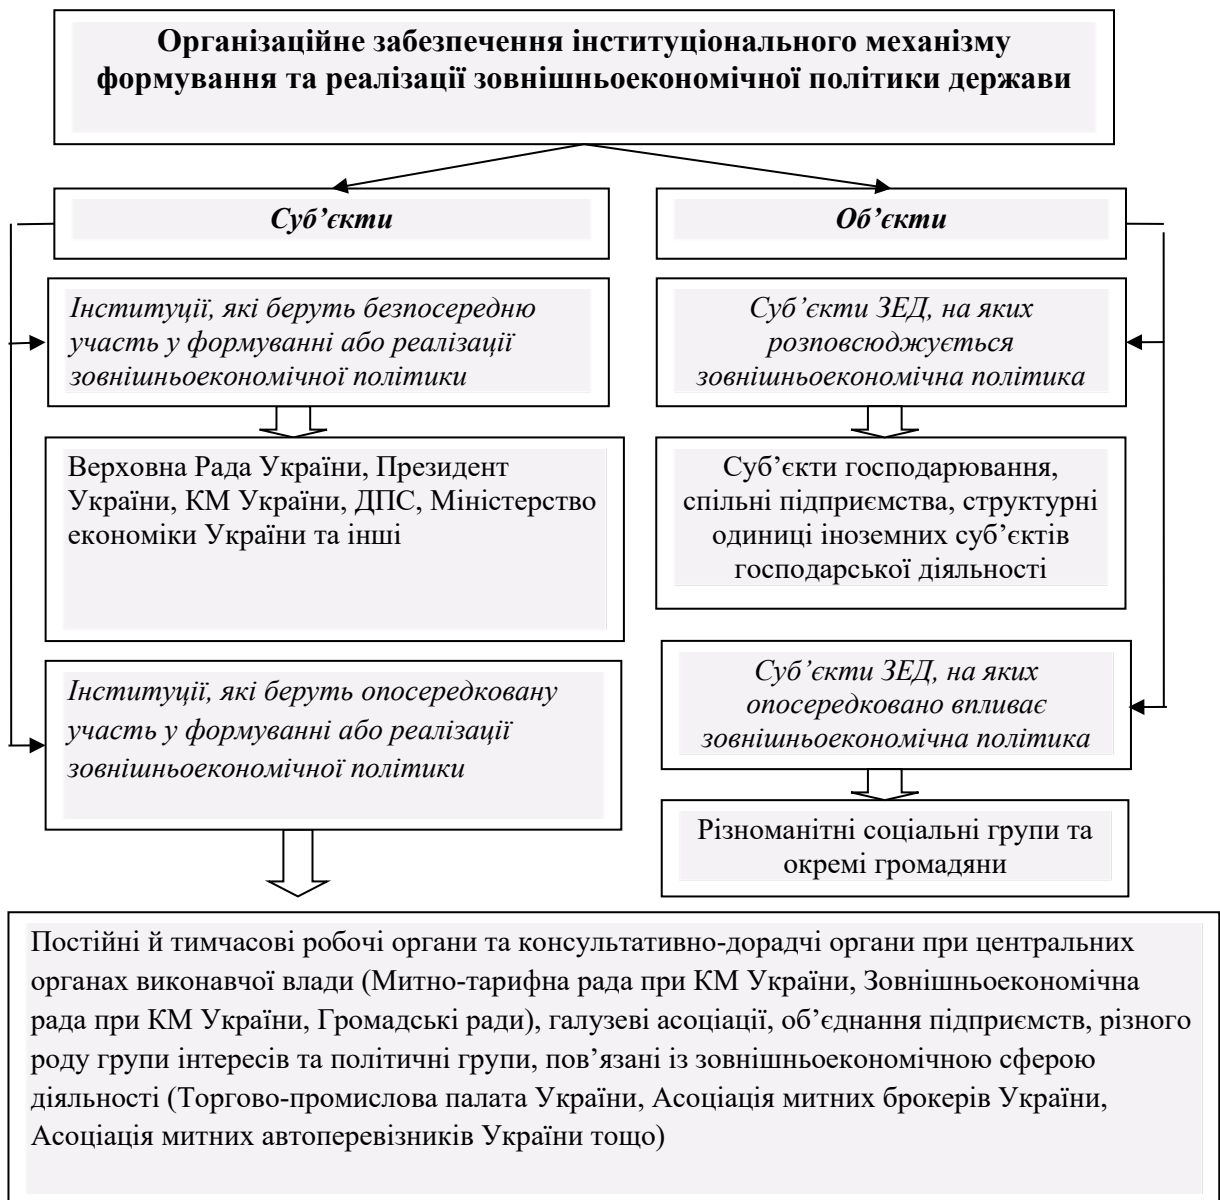 Організаційне забезпечення інституціонального механізму
формування та реалізації зовнішньоекономічної політики держави
Суб’єкти
Об’єкти
Інституції, які беруть безпосередню
участь у формуванні або реалізації
зовнішньоекономічної політики
Суб’єкти ЗЕД, на яких
розповсюджується
зовнішньоекономічна політика
Верховна Рада України, Президент
України, КМ України, ДПС, Міністерство
економіки України та інші
Суб’єкти господарювання,
спільні підприємства, структурні
одиниці іноземних суб’єктів
господарської діяльності
Інституції, які беруть опосередковану
участь у формуванні або реалізації
зовнішньоекономічної політики
Суб’єкти ЗЕД, на яких
опосередковано впливає
зовнішньоекономічна політика
Різноманітні соціальні групи та
окремі громадяни
Постійні й тимчасові робочі органи та консультативно-дорадчі органи при центральних
органах виконавчої влади (Митно-тарифна рада при КМ України, Зовнішньоекономічна
рада при КМ України, Громадські ради), галузеві асоціації, об’єднання підприємств, різного
роду групи інтересів та політичні групи, пов’язані із зовнішньоекономічною сферою
діяльності (Торгово-промислова палата України, Асоціація митних брокерів України,
Асоціація митних автоперевізників України тощо)